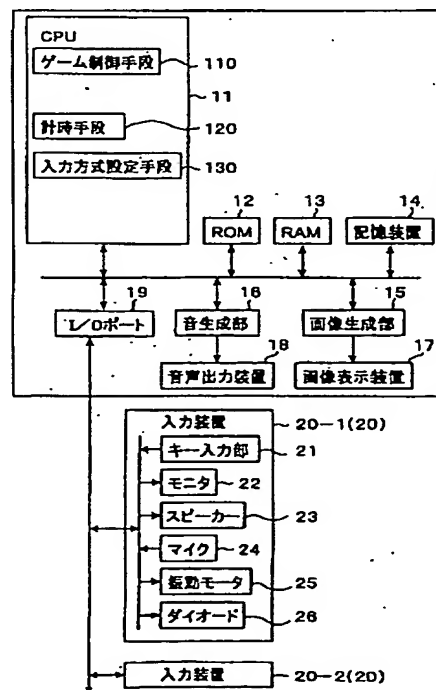 CPU
ゲーム制御手段
110
11
計時手段
120
入力方式設定手段
130
12
13
14
ROM
RAM
記憶装置
19
16
15
I/Oポート
音生成部
画像生成部
18
17
音声出力装置
画像表示装置
入力装置
20-1(20)
キー入力部
21
モニタ
22
スピーカー
23
マイク
24
振動モータ
25
ダイオード
26
入力装置
20-2(20)